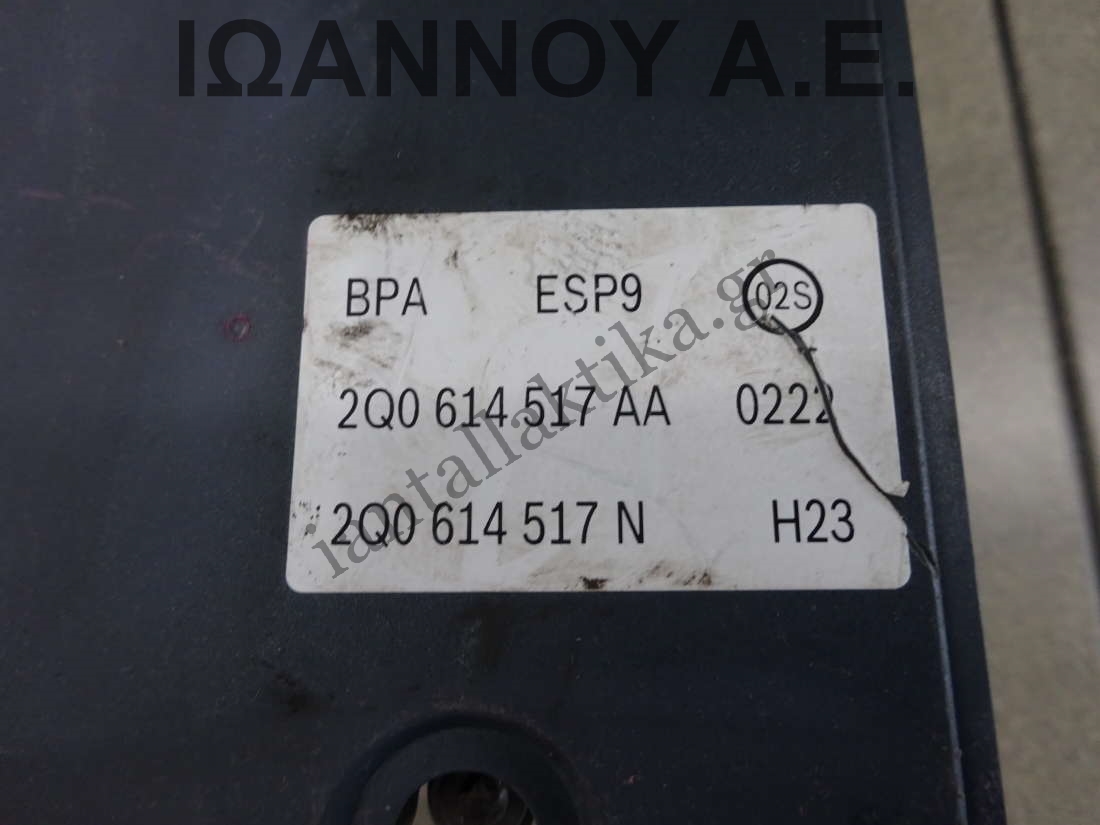 ΙΩΑΝΝΟΥ Α.Ε.
BPA ESP9 02S
2Q0 614 517 AA 0222
2Q0 614 517 N H23
iantallaktika.gr